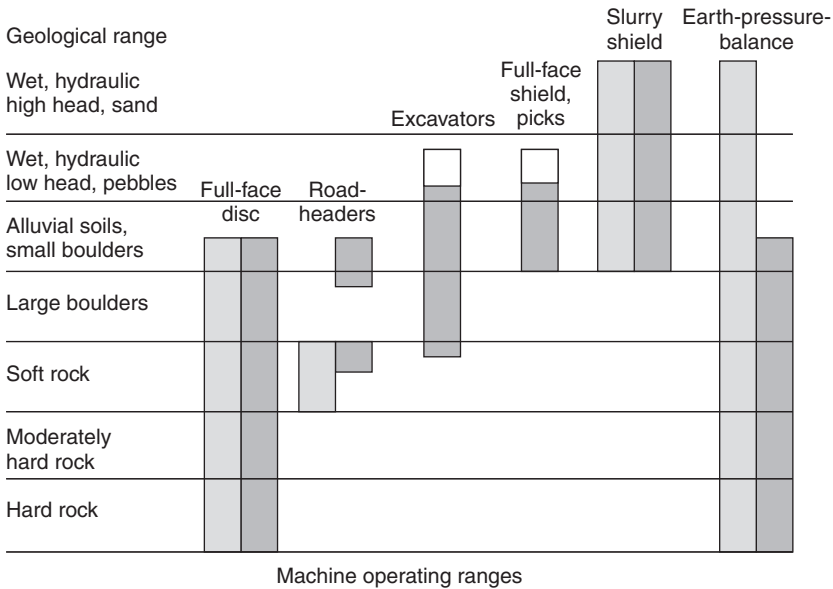 Geological range
Slurry
shield
Earth-pressure-
balance
Wet, hydraulic
high head, sand
Full-face
shield,
picks
Excavators
Wet, hydraulic
low head, pebbles
Full-face
disc
Road-
headers
Alluvial soils,
small boulders
Large boulders
Soft rock
Moderately
hard rock
Hard rock
Machine operating ranges